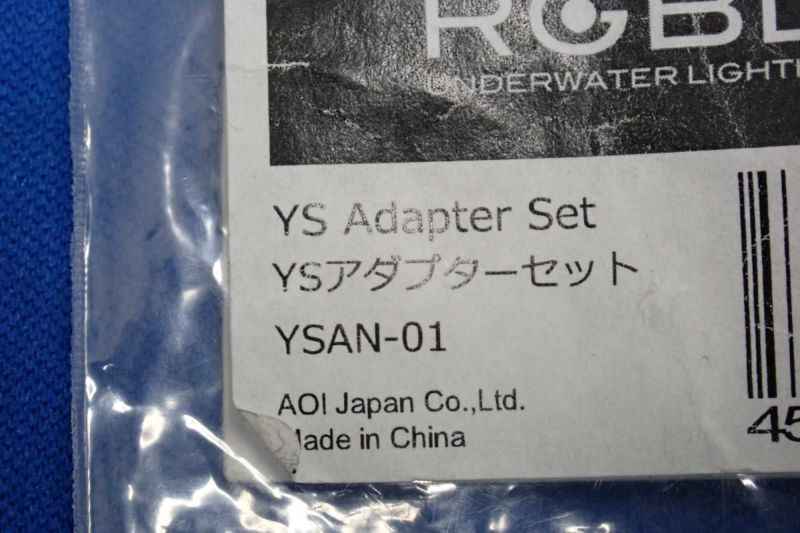 UNDERWATER
YS Adapter Set
YSアダプターセット
YSAN-01
AOI Japan Co.,Ltd.
Made in China
45